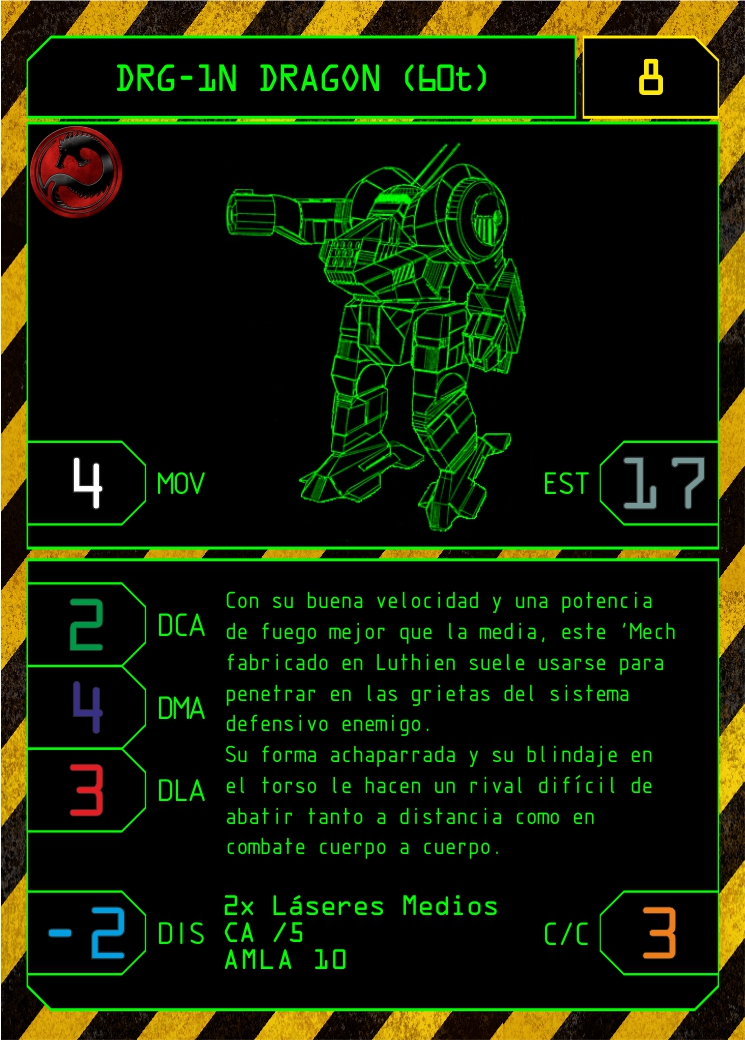 DRG-1N DRAGON (60t)
8
4 MOV
EST 17
2 DCA
4 DMA
3 DLA
Con su buena velocidad y una potencia
de fuego mejor que la media, este ‘Mech
fabricado en Luthien suele usarse para
penetrar en las grietas del sistema
defensivo enemigo.
Su forma achaparrada y su blindaje en
el torso le hacen un rival difícil de
abatir tanto a distancia como en
combate cuerpo a cuerpo.
-2 DIS
2x Láseres Medios
CA /5
AMLA 10
C/C 3